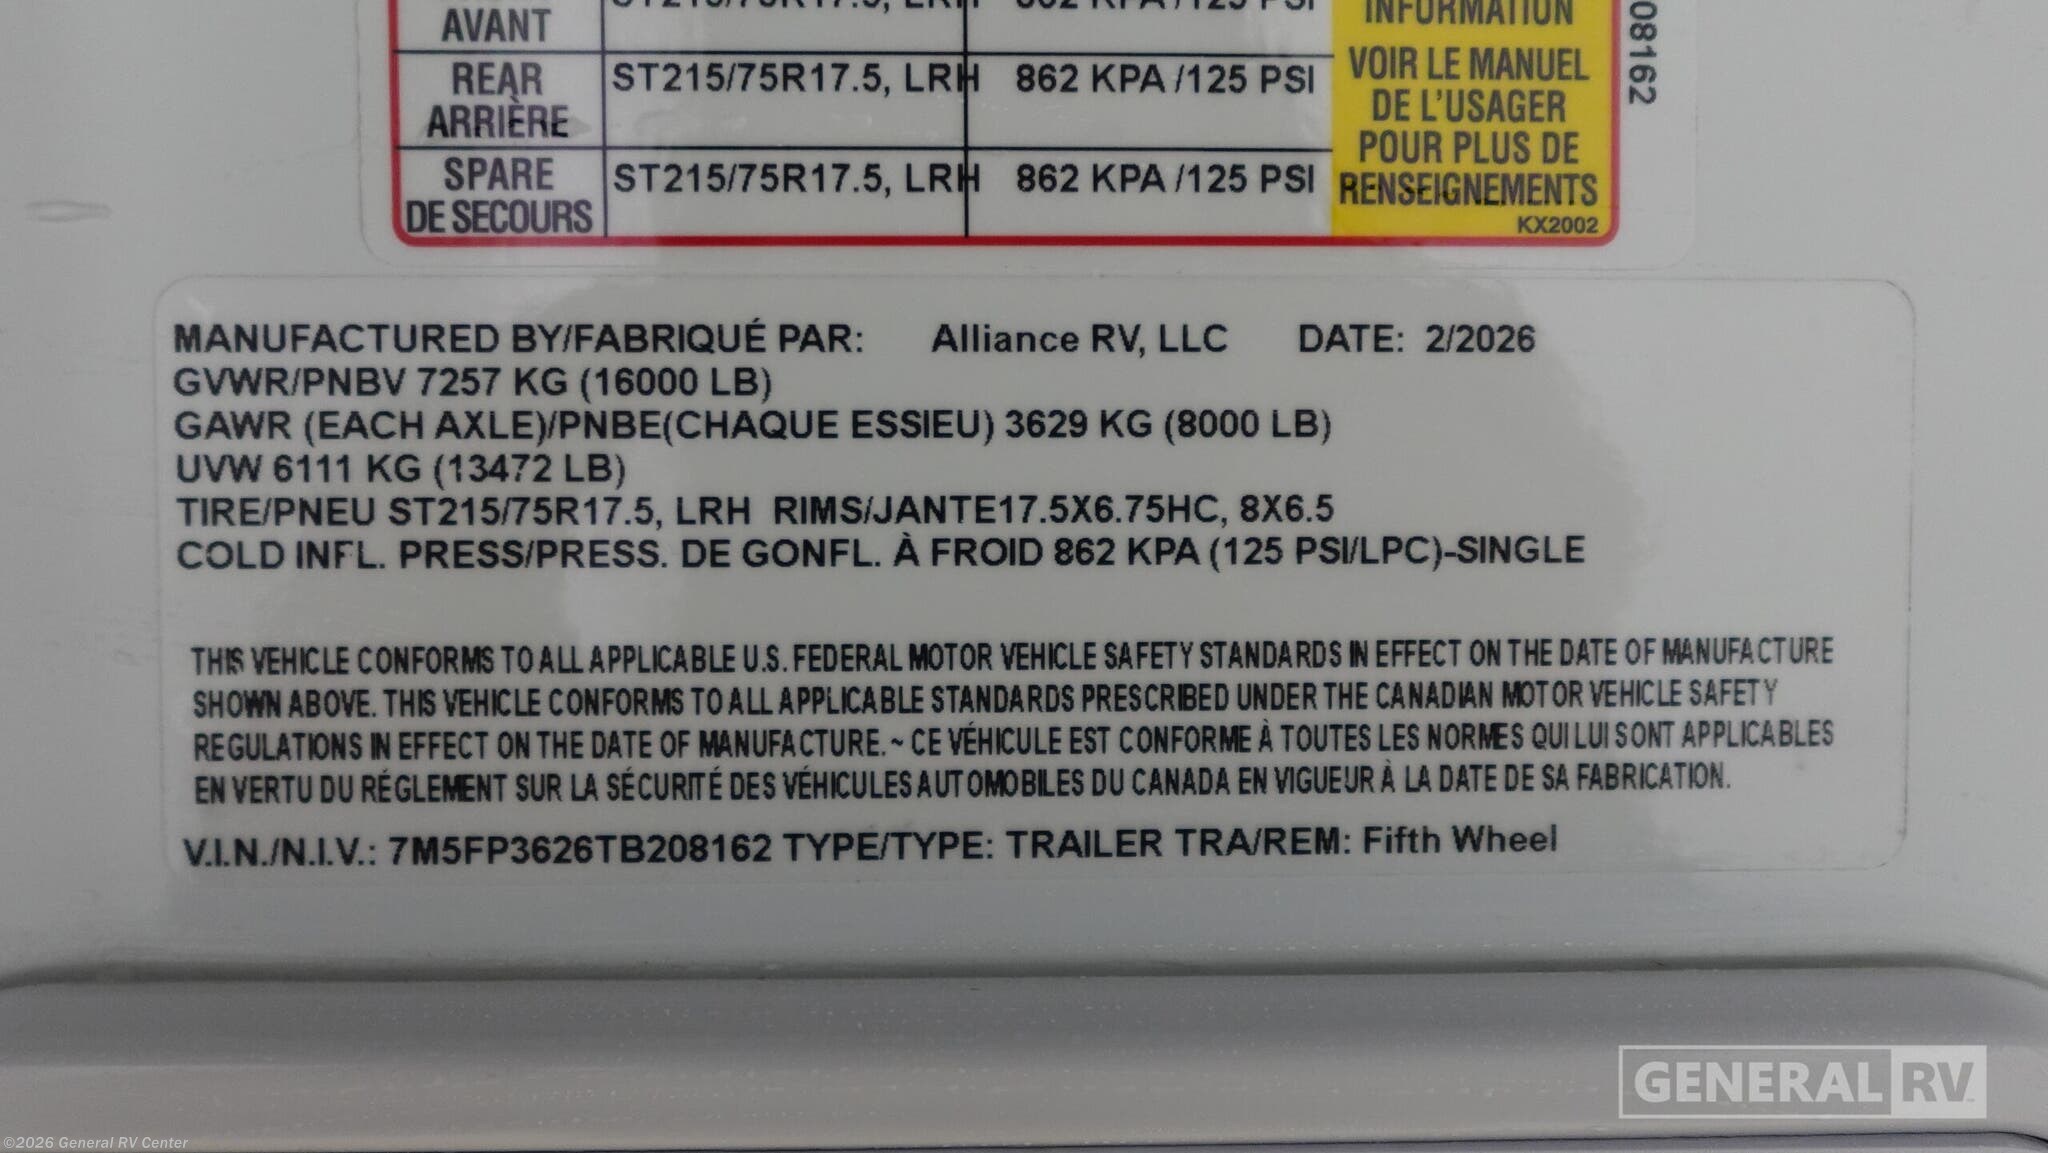 AVANT
ST215/75R17.5, LRH 862 KPA /125 PSI
INFORMATION
REAR
ARRIÈRE
ST215/75R17.5, LRH 862 KPA /125 PSI
SPARE
DE SECOURS
ST215/75R17.5, LRH 862 KPA /125 PSI
VOIR LE MANUEL
DE L'USAGER
POUR PLUS DE
RENSEIGNEMENTS
KX2002
08162
MANUFACTURED BY/FABRIQUÉ PAR: Alliance RV, LLC DATE: 2/2026
GVWR/PNBV 7257 KG (16000 LB)
GAWR (EACH AXLE)/PNBE(CHAQUE ESSIEU) 3629 KG (8000 LB)
UVW 6111 KG (13472 LB)
TIRE/PNEU ST215/75R17.5, LRH RIMS/JANTE17.5X6.75HC, 8X6.5
COLD INFL. PRESS/PRESS. DE GONFL. À FROID 862 KPA (125 PSI/LPC)-SINGLE
THIS VEHICLE CONFORMS TO ALL APPLICABLE U.S. FEDERAL MOTOR VEHICLE SAFETY STANDARDS IN EFFECT ON THE DATE OF MANUFACTURE
SHOWN ABOVE. THIS VEHICLE CONFORMS TO ALL APPLICABLE STANDARDS PRESCRIBED UNDER THE CANADIAN MOTOR VEHICLE SAFETY
REGULATIONS IN EFFECT ON THE DATE OF MANUFACTURE. ~ CE VÉHICULE EST CONFORME À TOUTES LES NORMES QUI LUI SONT APPLICABLES
EN VERTU DU RÉGLEMENT SUR LA SÉCURITÉ DES VÉHICULES AUTOMOBILES DU CANADA EN VIGUEUR À LA DATE DE SA FABRICATION.
V.I.N./N.I.V.: 7M5FP3626TB208162 TYPE/TYPE: TRAILER TRA/REM: Fifth Wheel
GENERAL RV
©2026 General RV Center